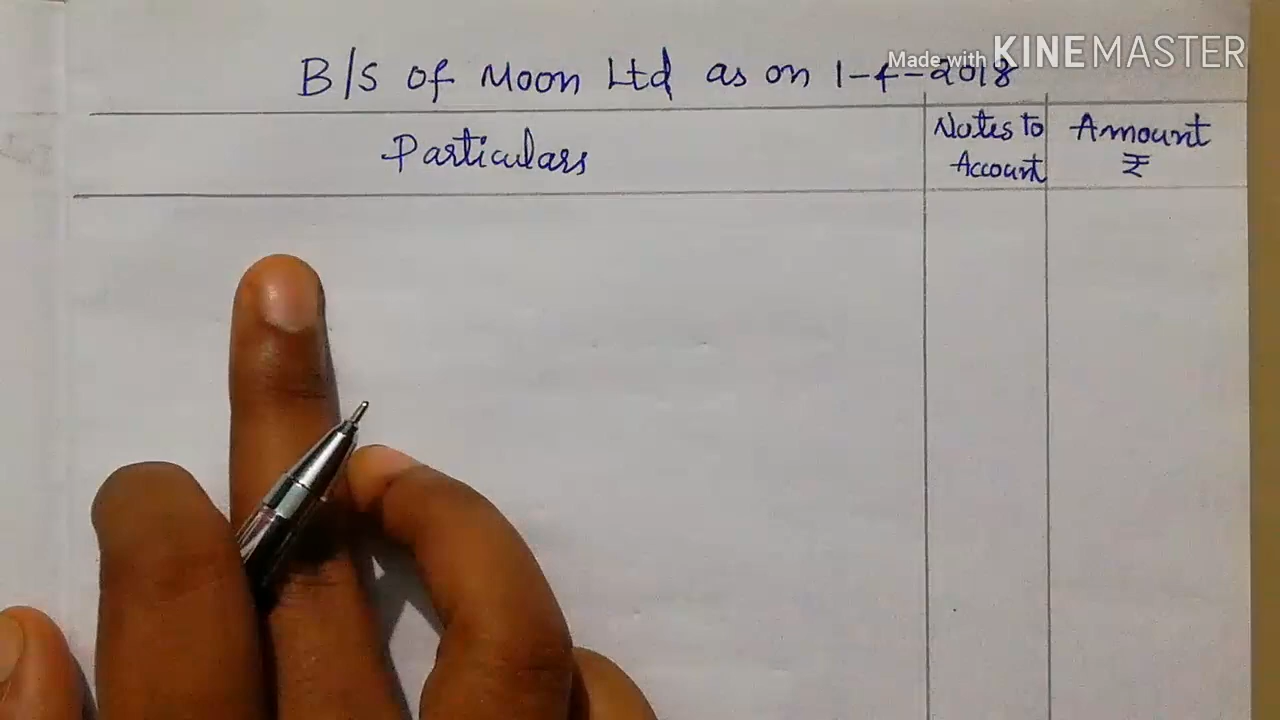 Made with KINEMASTER
B/S of Moon Ltd as on 1-4-2018
Particulars
Notes to
Account
Amount
₹